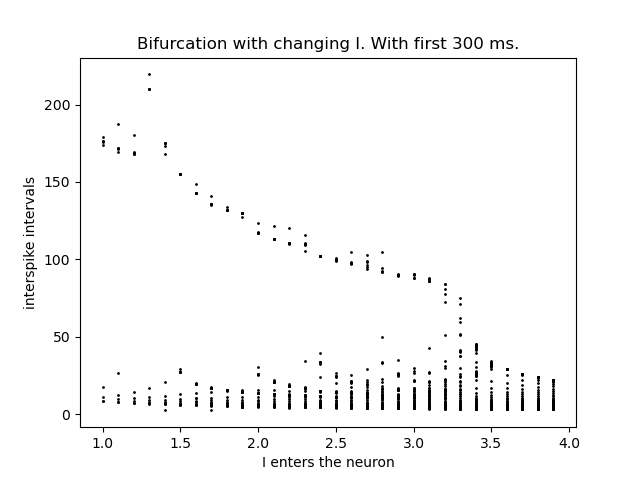 Bifurcation with changing I. With first 300 ms.
200
150
100
50
0
interspike intervals
1.0 1.5 2.0 2.5 3.0 3.5 4.0
I enters the neuron